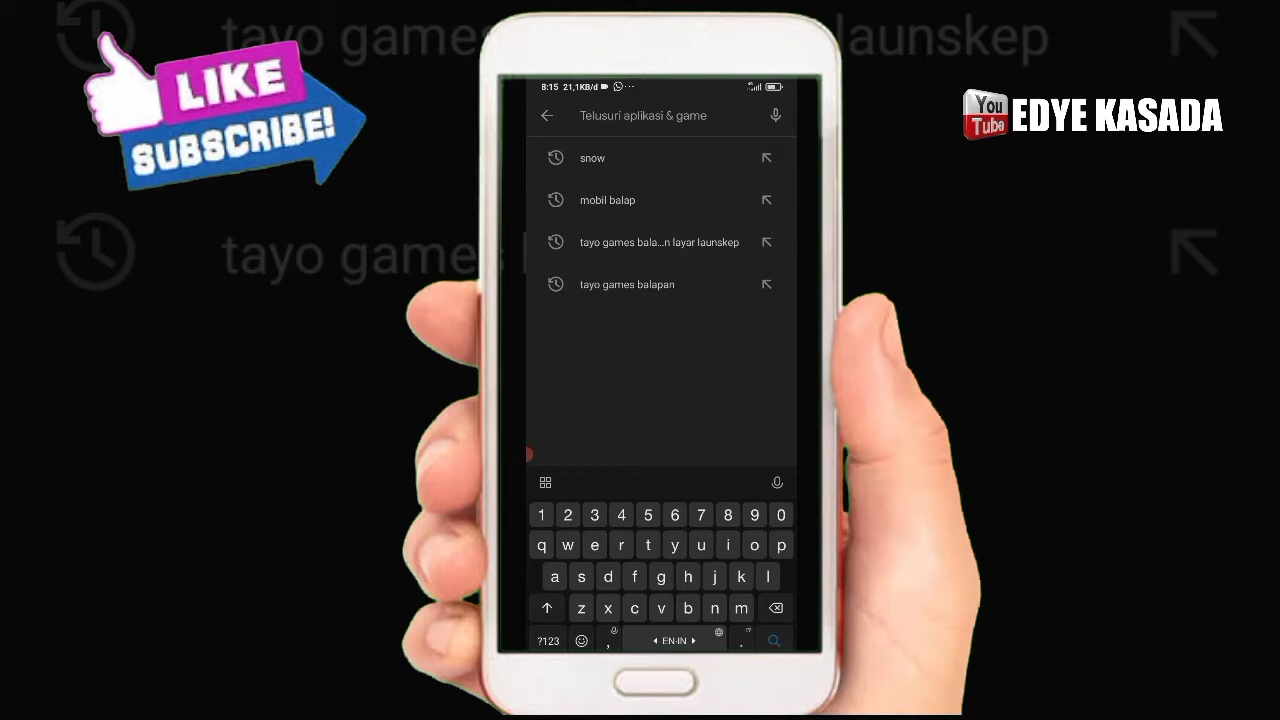 tayo games
launskep
LIKE
SUBSCRIBE!
You
Tube
EDYE KASADA
tayo games
8:15 21,1KB/d
Telusuri aplikasi & game
snow
mobil balap
tayo games bala...n layar launskep
tayo games balapan
1 2 3 4 5 6 7 8 9 0
q w e r t y u i o p
a s d f g h j k l
z x c v b n m
?123 , EN·IN . !?